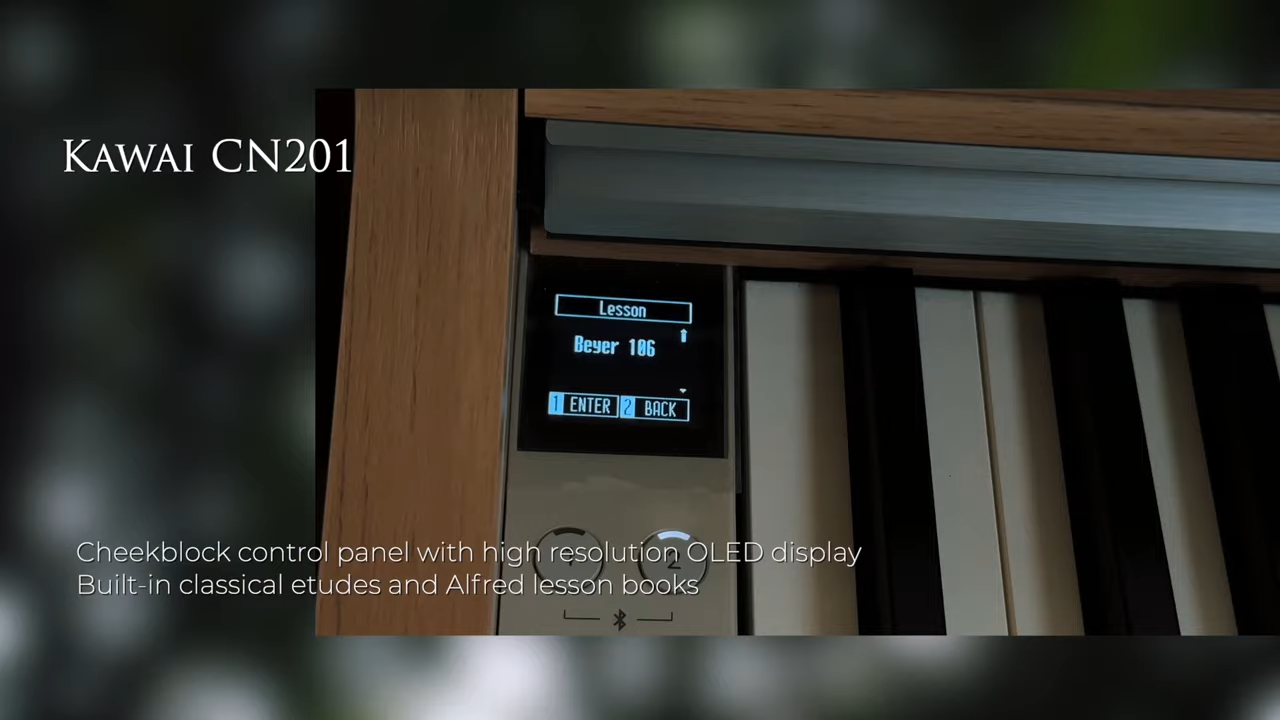 Kawai CN201
Lesson
Beyer 106
1 ENTER 2 BACK
Cheekblock control panel with high resolution OLED display
2
Built-in classical etudes and Alfred lesson books